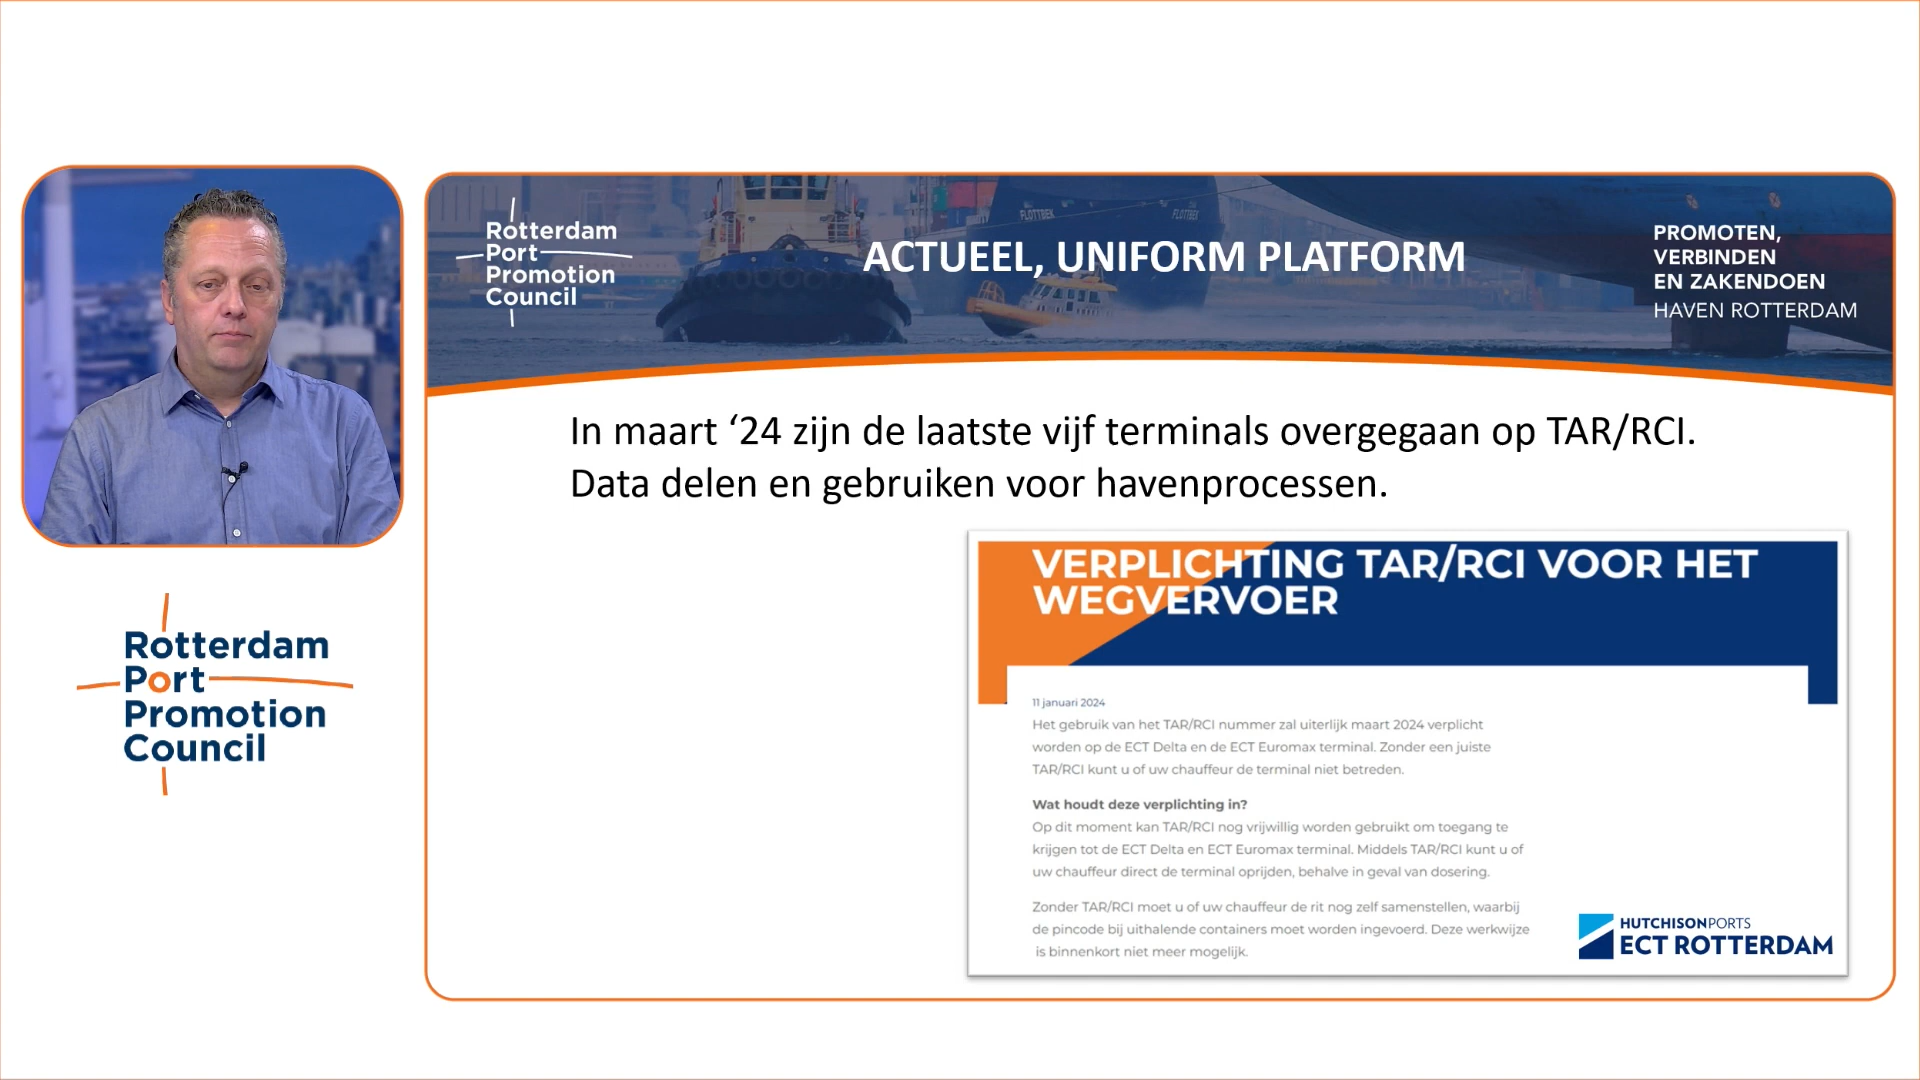 Rotterdam
Port
Promotion
Council
ACTUEEL, UNIFORM PLATFORM
PROMOTEN,
VERBINDEN
EN ZAKENDOEN
HAVEN ROTTERDAM
FLOTTBEK
FLOTTBEK
In maart ‘24 zijn de laatste vijf terminals overgegaan op TAR/RCI.
Data delen en gebruiken voor havenprocessen.
VERPLICHTING TAR/RCI VOOR HET
WEGVERVOER
11 januari 2024
Het gebruik van het TAR/RCI nummer zal uiterlijk maart 2024 verplicht
worden op de ECT Delta en de ECT Euromax terminal. Zonder een juiste
TAR/RCI kunt u of uw chauffeur de terminal niet betreden.
Wat houdt deze verplichting in?
Op dit moment kan TAR/RCI nog vrijwillig worden gebruikt om toegang te
krijgen tot de ECT Delta en ECT Euromax terminal. Middels TAR/RCI kunt u of
uw chauffeur direct de terminal oprijden, behalve in geval van dosering.
Zonder TAR/RCI moet u of uw chauffeur de rit nog zelf samenstellen, waarbij
de pincode bij uithalende containers moet worden ingevoerd. Deze werkwijze
is binnenkort niet meer mogelijk.
HUTCHISONPORTS
ECT ROTTERDAM
Rotterdam
Port
Promotion
Council